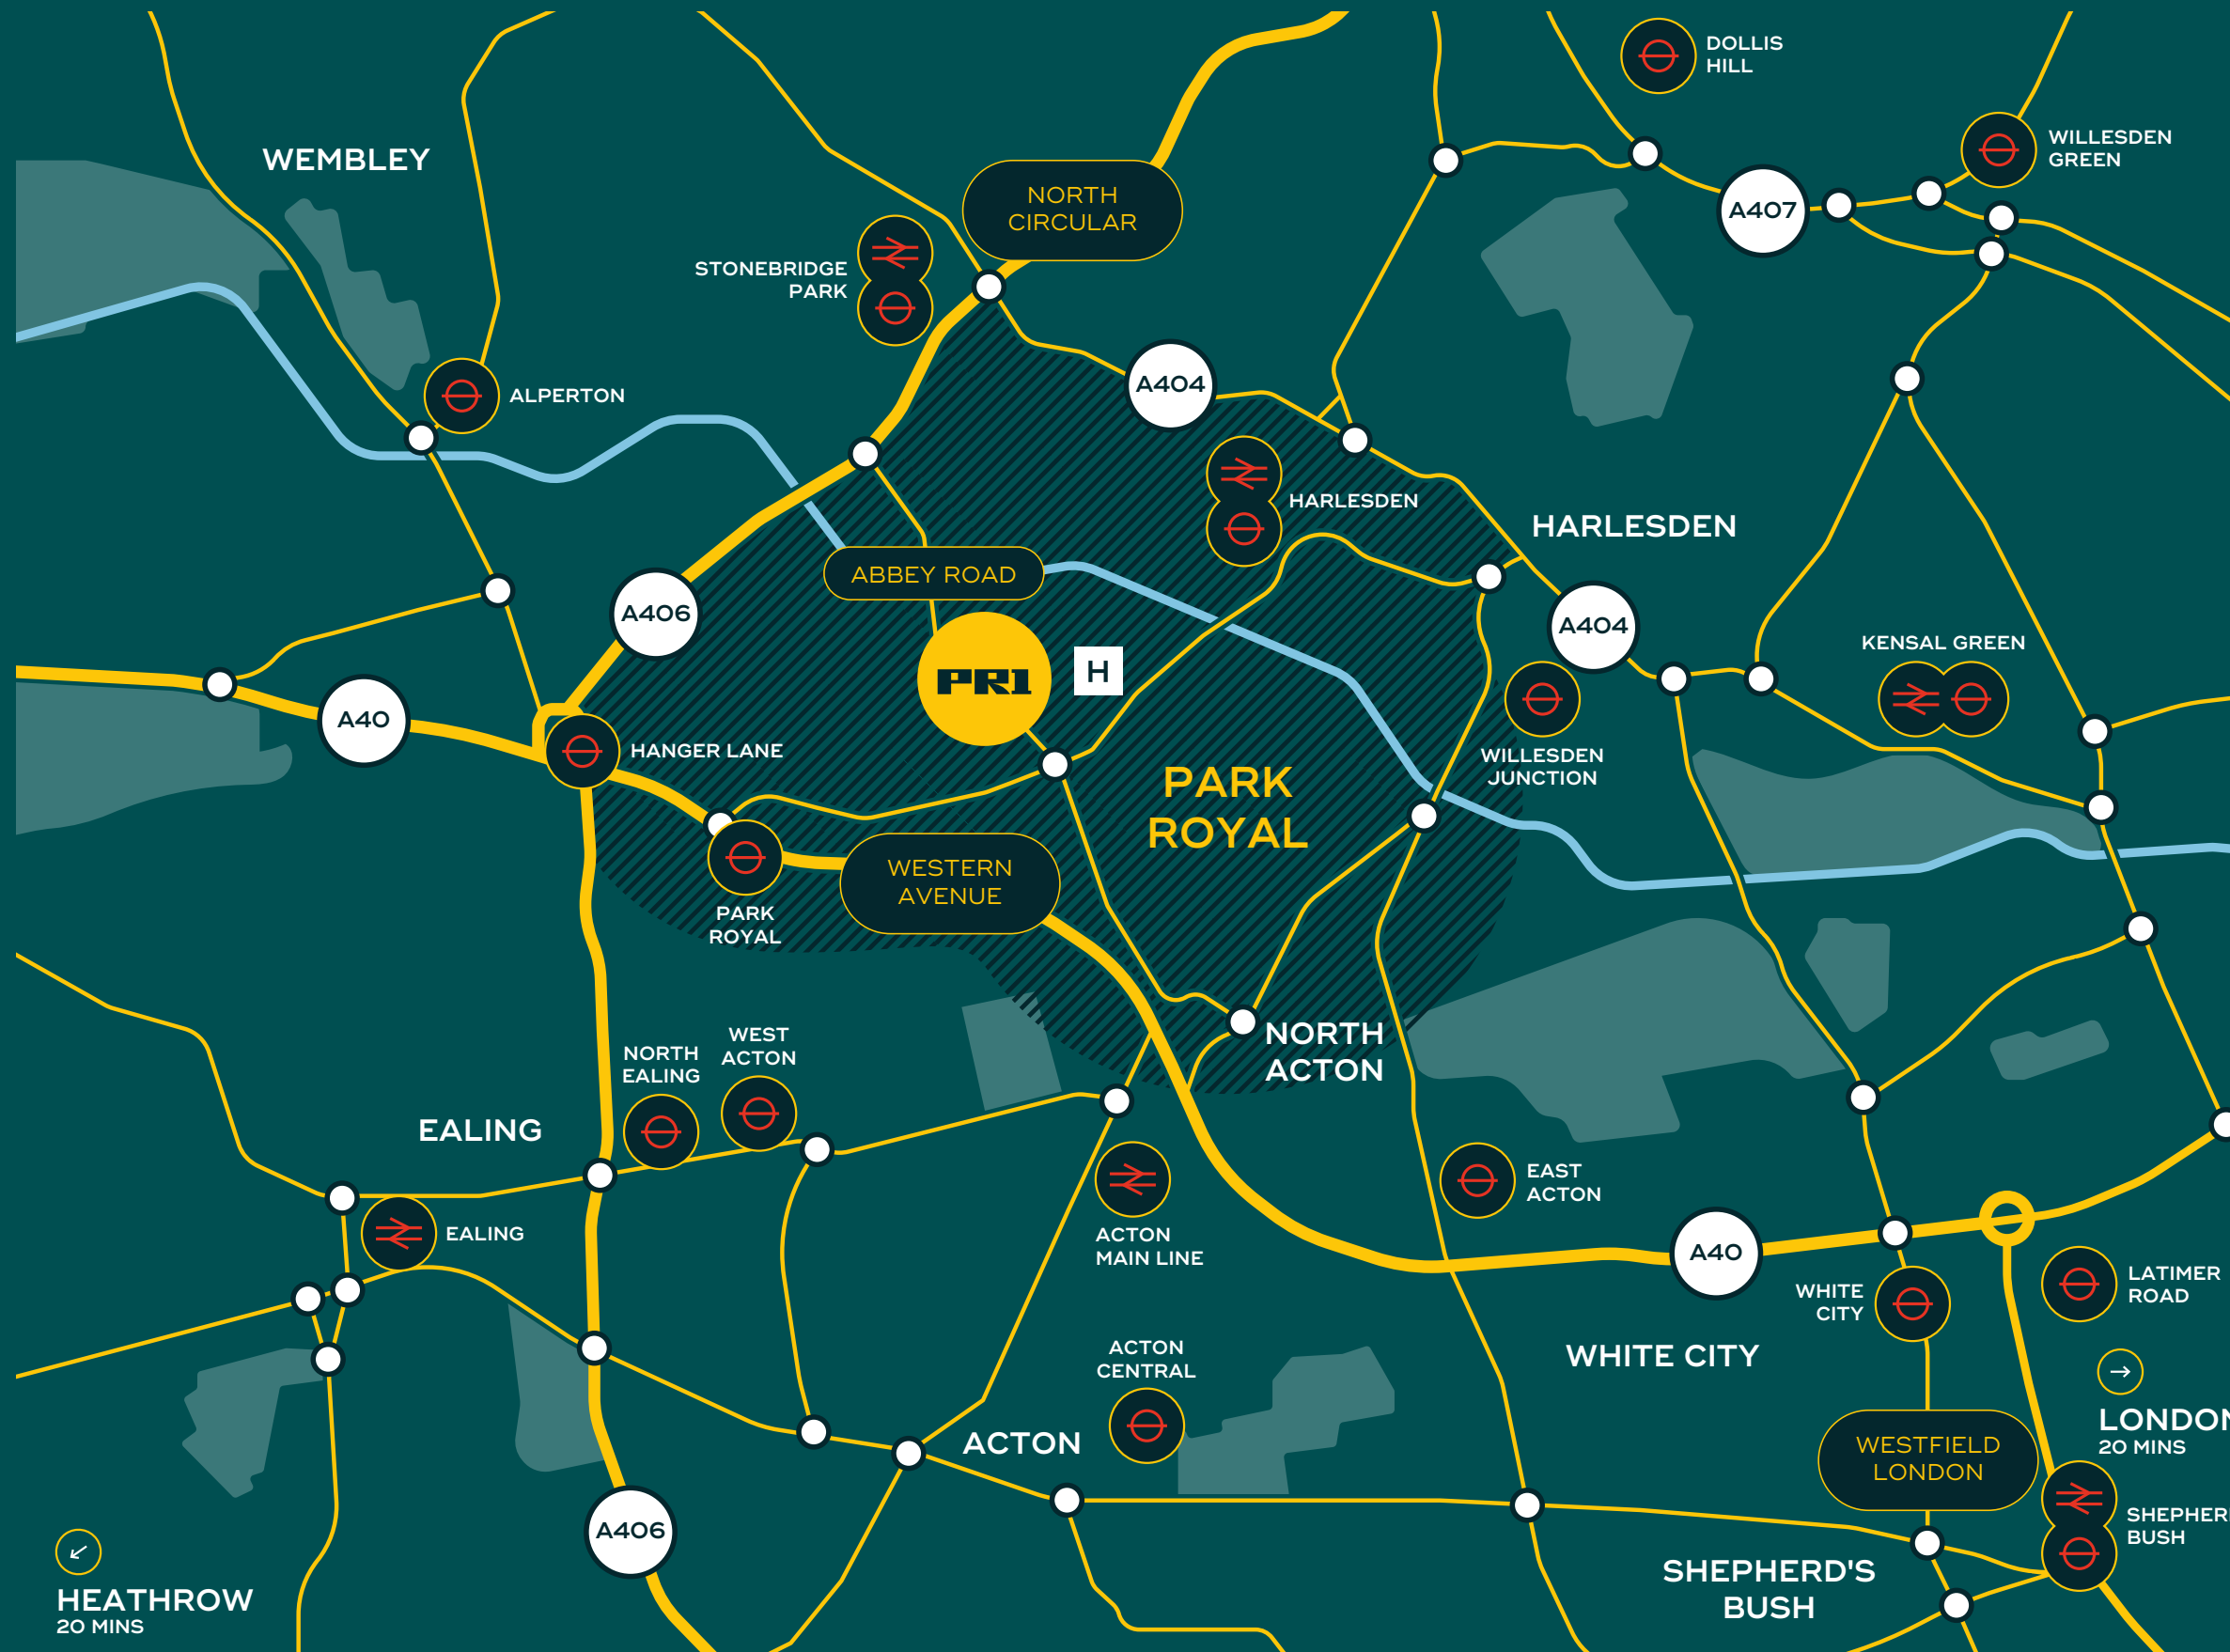 DOLLIS
HILL
WILLESDEN
GREEN
WEMBLEY
NORTH
CIRCULAR
A407
STONEBRIDGE
PARK
ALPERTON
A404
HARLESDEN
HARLESDEN
ABBEY ROAD
A406
A404
KENSAL GREEN
PR1
H
A40
HANGER LANE
WILLESDEN
JUNCTION
PARK
ROYAL
WESTERN
AVENUE
PARK
ROYAL
NORTH
ACTON
WEST
ACTON
NORTH
EALING
EALING
EALING
ACTON
MAIN LINE
EAST
ACTON
A40
WHITE
CITY
LATIMER
ROAD
WHITE CITY
ACTON
CENTRAL
→
LONDON
20 MINS
ACTON
WESTFIELD
LONDON
A406
SHEPHER
BUSH
↙
HEATHROW
20 MINS
SHEPHERD'S
BUSH